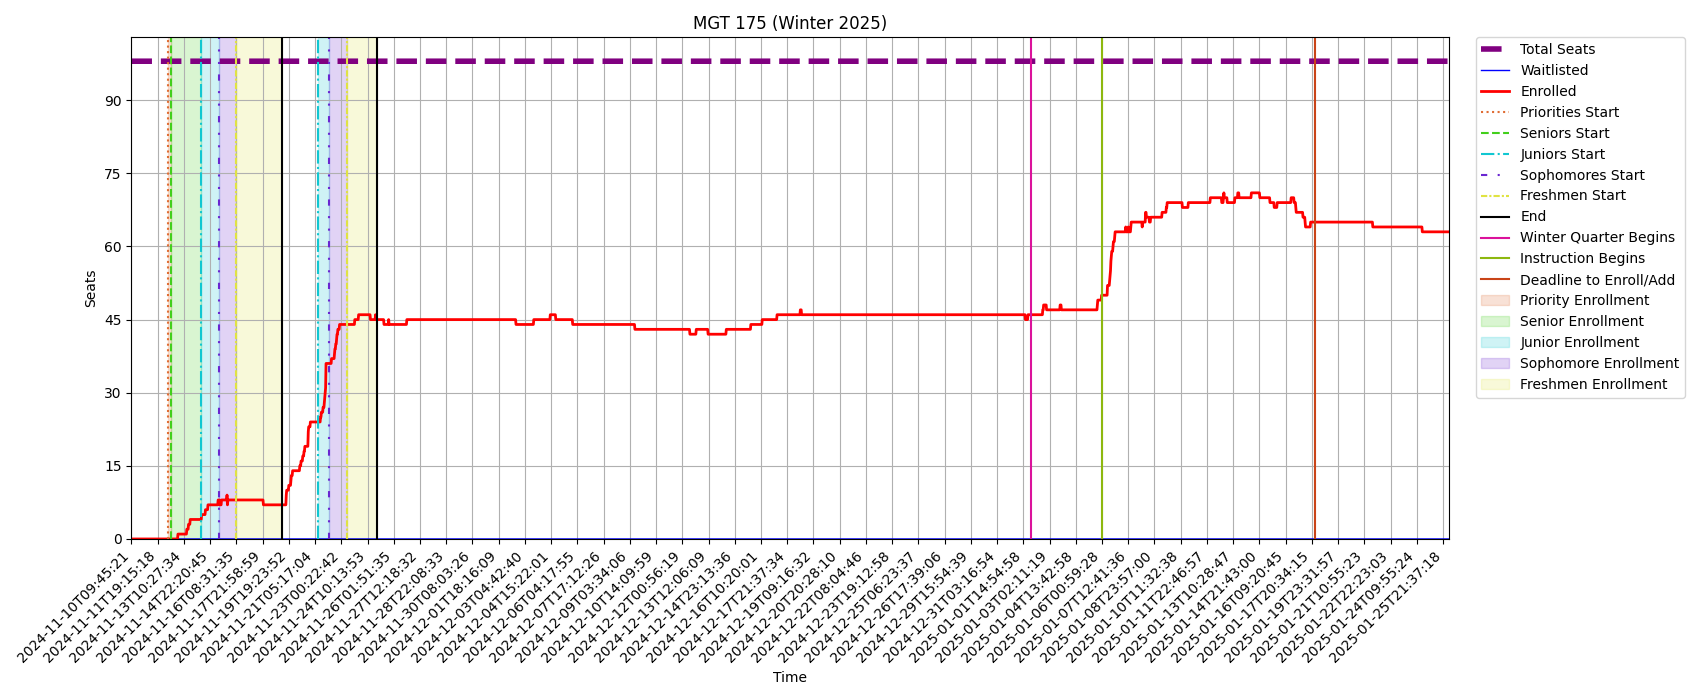 MGT 175 (Winter 2025)
Total Seats
Waitlisted
Enrolled
Priorities Start
Seniors Start
Juniors Start
Sophomores Start
Freshmen Start
End
Winter Quarter Begins
Instruction Begins
Deadline to Enroll/Add
Priority Enrollment
Senior Enrollment
Junior Enrollment
Sophomore Enrollment
Freshmen Enrollment
Seats
90
75
60
45
30
15
0
2024-11-10T09:45:21
2024-11-11T19:15:18
2024-11-13T10:27:34
2024-11-14T22:20:45
2024-11-16T08:31:35
2024-11-17T21:58:59
2024-11-19T19:23:52
2024-11-21T05:17:04
2024-11-23T00:22:42
2024-11-24T10:13:53
2024-11-26T01:51:35
2024-11-27T12:18:32
2024-11-28T22:08:33
2024-11-30T08:03:26
2024-12-01T18:16:09
2024-12-03T04:42:40
2024-12-04T15:22:01
2024-12-06T04:17:55
2024-12-07T17:12:26
2024-12-09T03:34:06
2024-12-10T14:09:59
2024-12-12T00:56:19
2024-12-13T12:06:09
2024-12-14T23:13:36
2024-12-16T10:20:01
2024-12-17T21:37:34
2024-12-19T09:16:32
2024-12-20T20:28:10
2024-12-22T08:04:46
2024-12-23T19:12:58
2024-12-25T06:23:37
2024-12-26T17:39:06
2024-12-29T15:54:39
2024-12-31T03:16:54
2025-01-01T14:54:58
2025-01-03T02:11:19
2025-01-04T13:42:58
2025-01-06T00:59:28
2025-01-07T12:41:36
2025-01-08T23:57:00
2025-01-10T11:32:38
2025-01-11T22:46:57
2025-01-13T10:28:47
2025-01-14T21:43:00
2025-01-16T09:20:45
2025-01-17T20:34:15
2025-01-19T23:31:57
2025-01-21T10:55:23
2025-01-22T22:23:03
2025-01-24T09:55:24
2025-01-25T21:37:18
Time